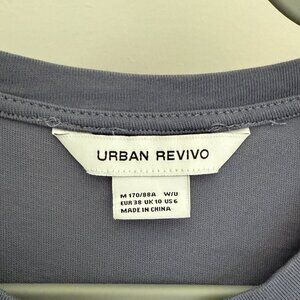 URBAN REVIVO
M 170/88A W/U
EUR 38 UK 10 US 6
MADE IN CHINA